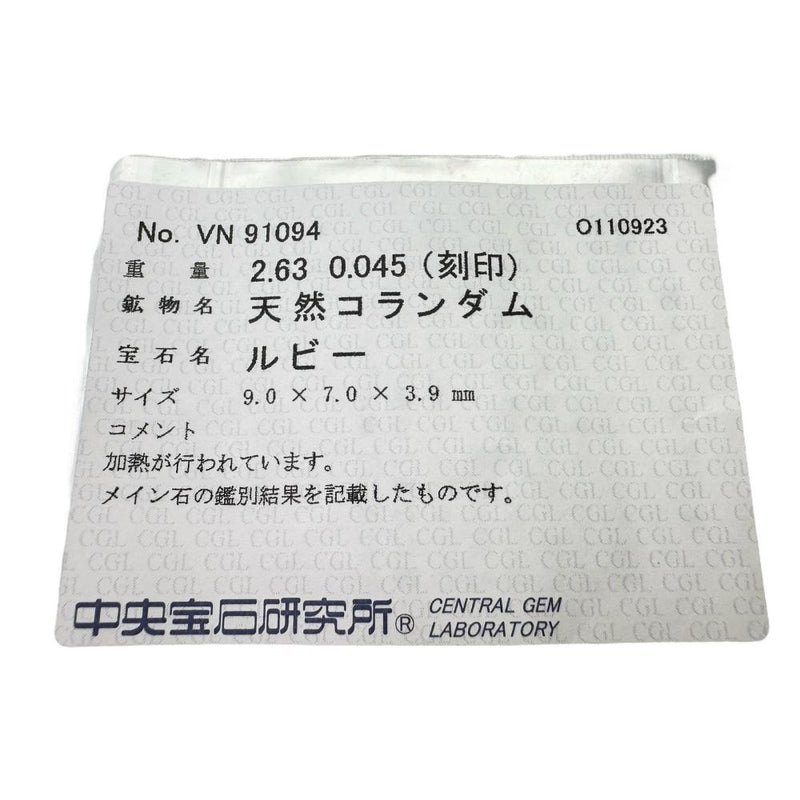 No. VN 91094 O110923
重 量 2.63 0.045 (刻印)
鉱物名 天然コランダム
宝石名 ルビー
サイズ 9.0 × 7.0 × 3.9 mm
コメント
加熱が行われています。
メイン石の鑑別結果を記載したものです。
中央宝石研究所® CENTRAL GEM
LABORATORY